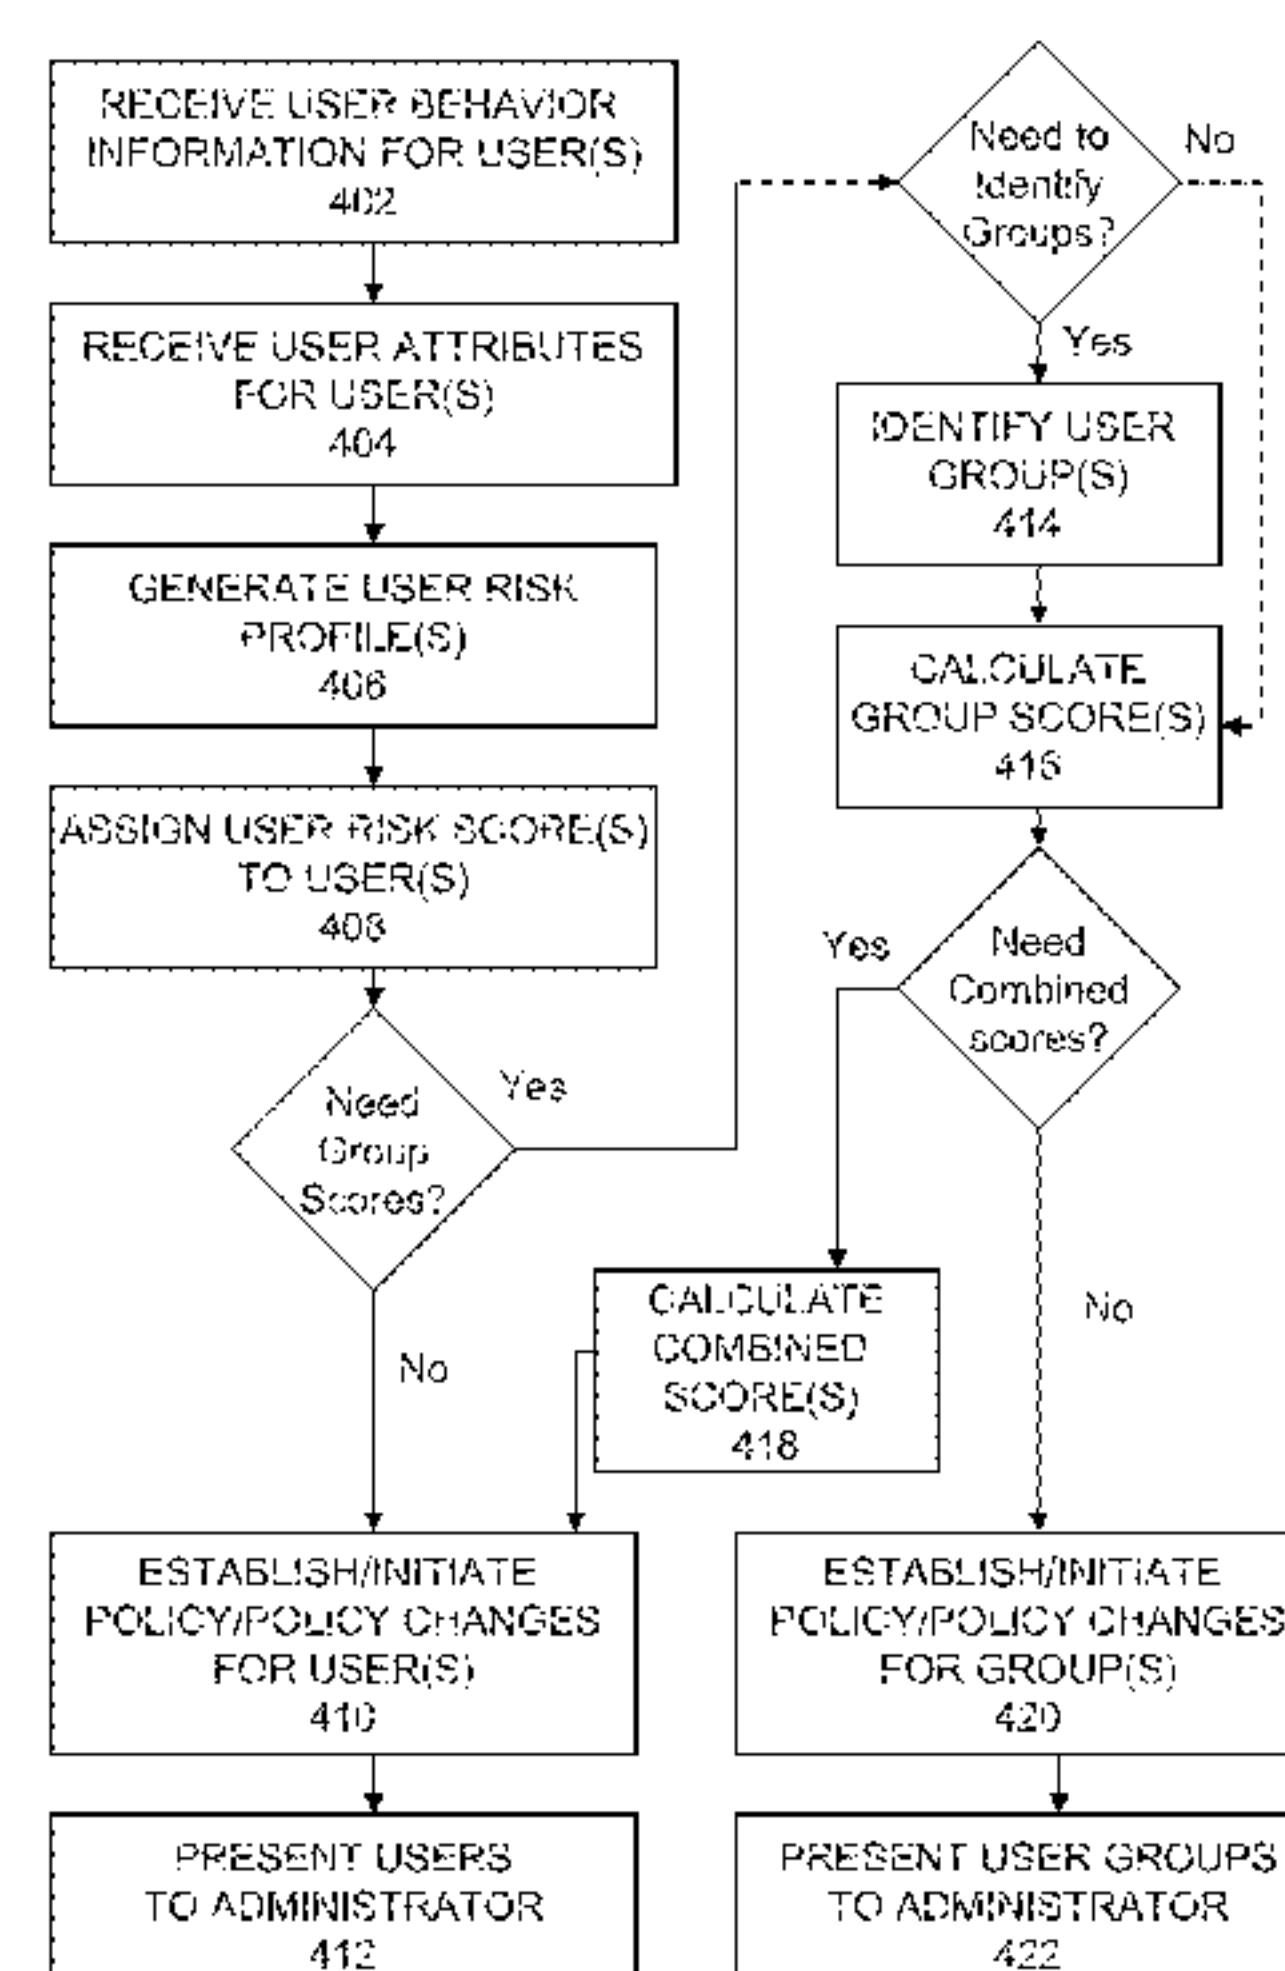 RECEIVE USER BEHAVIOR
INFORMATION FOR USER(S)
402
RECEIVE USER ATTRIBUTES
FOR USER(S)
404
GENERATE USER RISK
PROFILE(S)
406
ASSIGN USER RISK SCORE(S)
TO USER(S)
408
Need
Group
Scores?
Yes
No
Need to
Identify
Groups?
No
Yes
IDENTIFY USER
GROUP(S)
414
CALCULATE
GROUP SCORE(S)
416
Need
Combined
scores?
Yes
No
CALCULATE
COMBINED
SCORE(S)
418
ESTABLISH/INITIATE
POLICY/POLICY CHANGES
FOR USER(S)
410
PRESENT USERS
TO ADMINISTRATOR
412
ESTABLISH/INITIATE
POLICY/POLICY CHANGES
FOR GROUP(S)
420
PRESENT USER GROUPS
TO ADMINISTRATOR
422